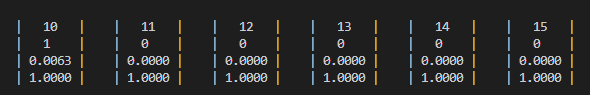 | 10 | | 11 | | 12 | | 13 | | 14 | | 15 |
| 1 | | 0 | | 0 | | 0 | | 0 | | 0 |
| 0.0063 | | 0.0000 | | 0.0000 | | 0.0000 | | 0.0000 | | 0.0000 |
| 1.0000 | | 1.0000 | | 1.0000 | | 1.0000 | | 1.0000 | | 1.0000 |